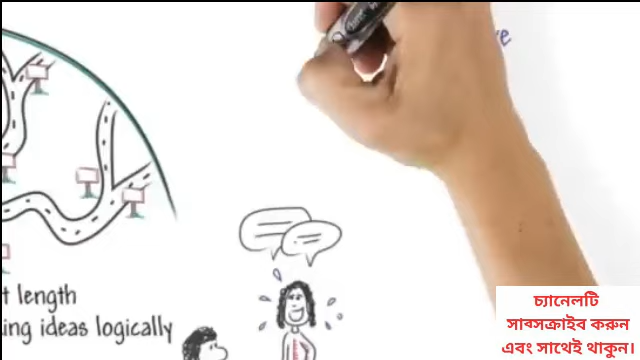 t length
ing ideas logically
চ্যানেলটি
সাবসক্রাইব করুন
এবং সাথেই থাকুন।